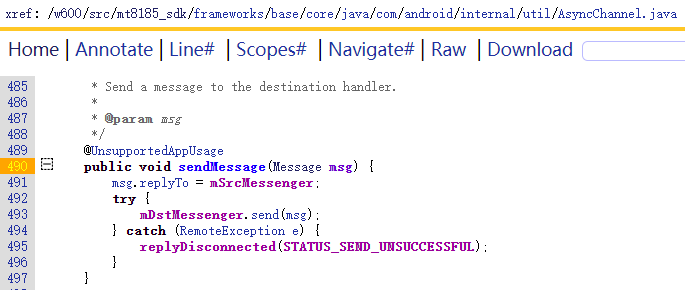 xref: /w600/src/mt8185_sdk/frameworks/base/core/java/com/android/internal/util/AsyncChannel.java
Home | Annotate | Line# | Scopes# | Navigate# | Raw | Download
485 * Send a message to the destination handler.
486 *
487 * @param msg
488 */
489 @UnsupportedAppUsage
490 public void sendMessage(Message msg) {
491 msg.replyTo = mSrcMessenger;
492 try {
493 mDstMessenger.send(msg);
494 } catch (RemoteException e) {
495 replyDisconnected(STATUS_SEND_UNSUCCESSFUL);
496 }
497 }